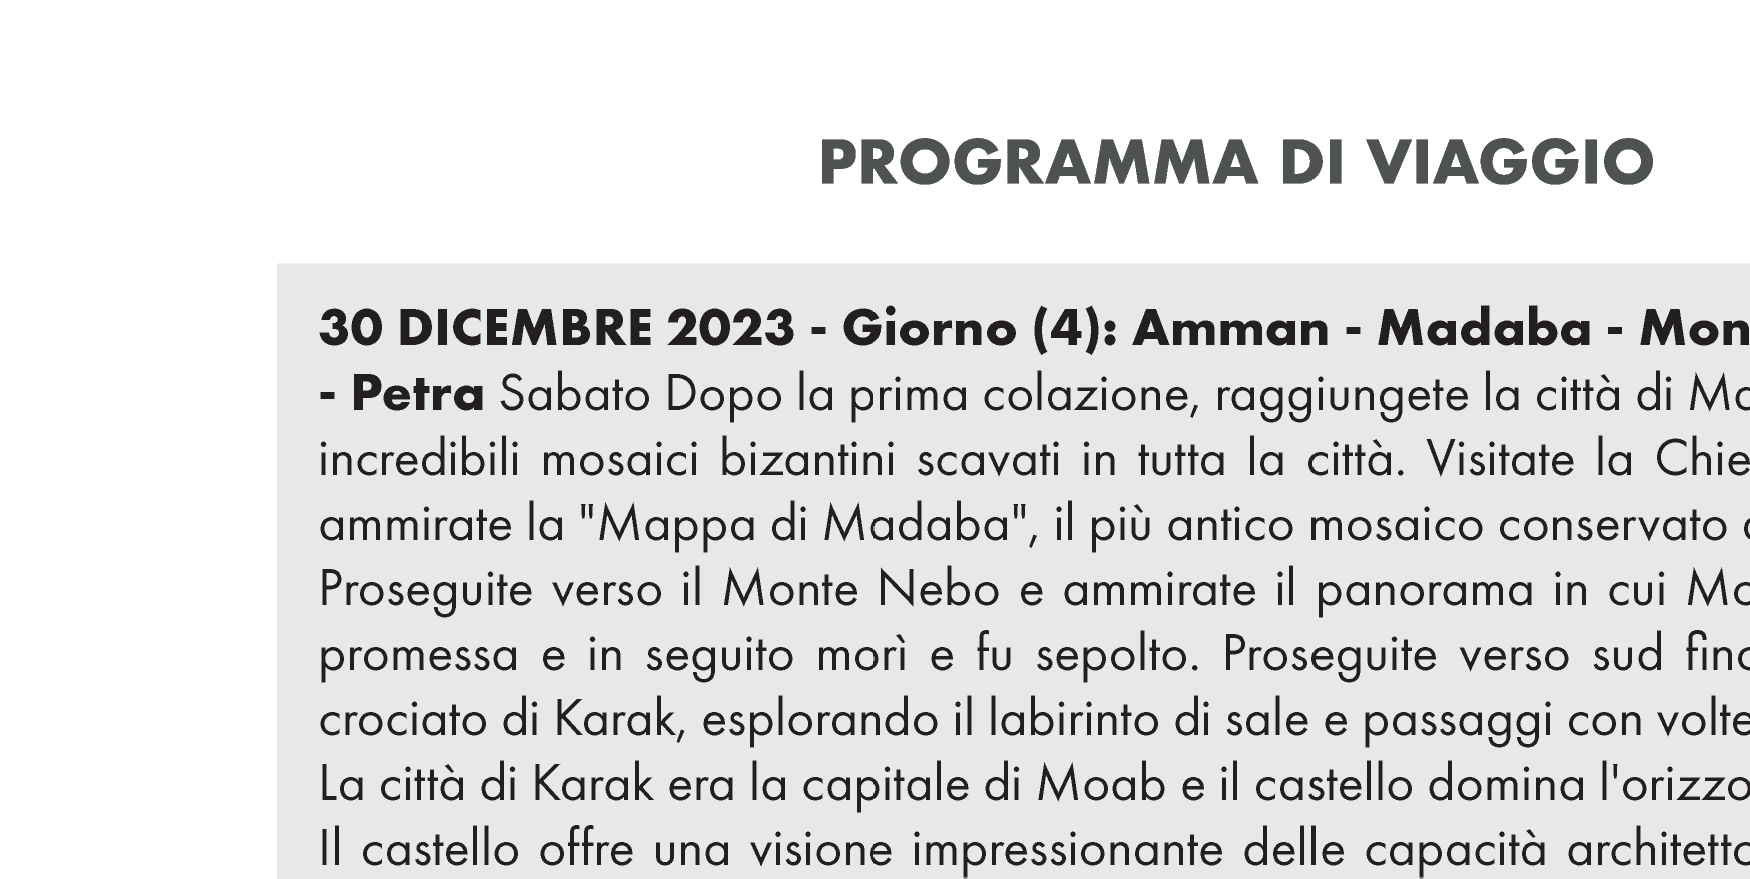 PROGRAMMA DI VIAGGIO
30 DICEMBRE 2023 - Giorno (4): Amman - Madaba - Mon
- Petra Sabato Dopo la prima colazione, raggiungete la città di Ma
incredibili mosaici bizantini scavati in tutta la città. Visitate la Chie
ammirate la "Mappa di Madaba", il più antico mosaico conservato
Proseguite verso il Monte Nebo e ammirate il panorama in cui Mo
promessa e in seguito morì e fu sepolto. Proseguite verso sud fino
crociato di Karak, esplorando il labirinto di sale e passaggi con volte
La città di Karak era la capitale di Moab e il castello domina l'orizzo
Il castello offre una visione impressionante delle capacità architetto